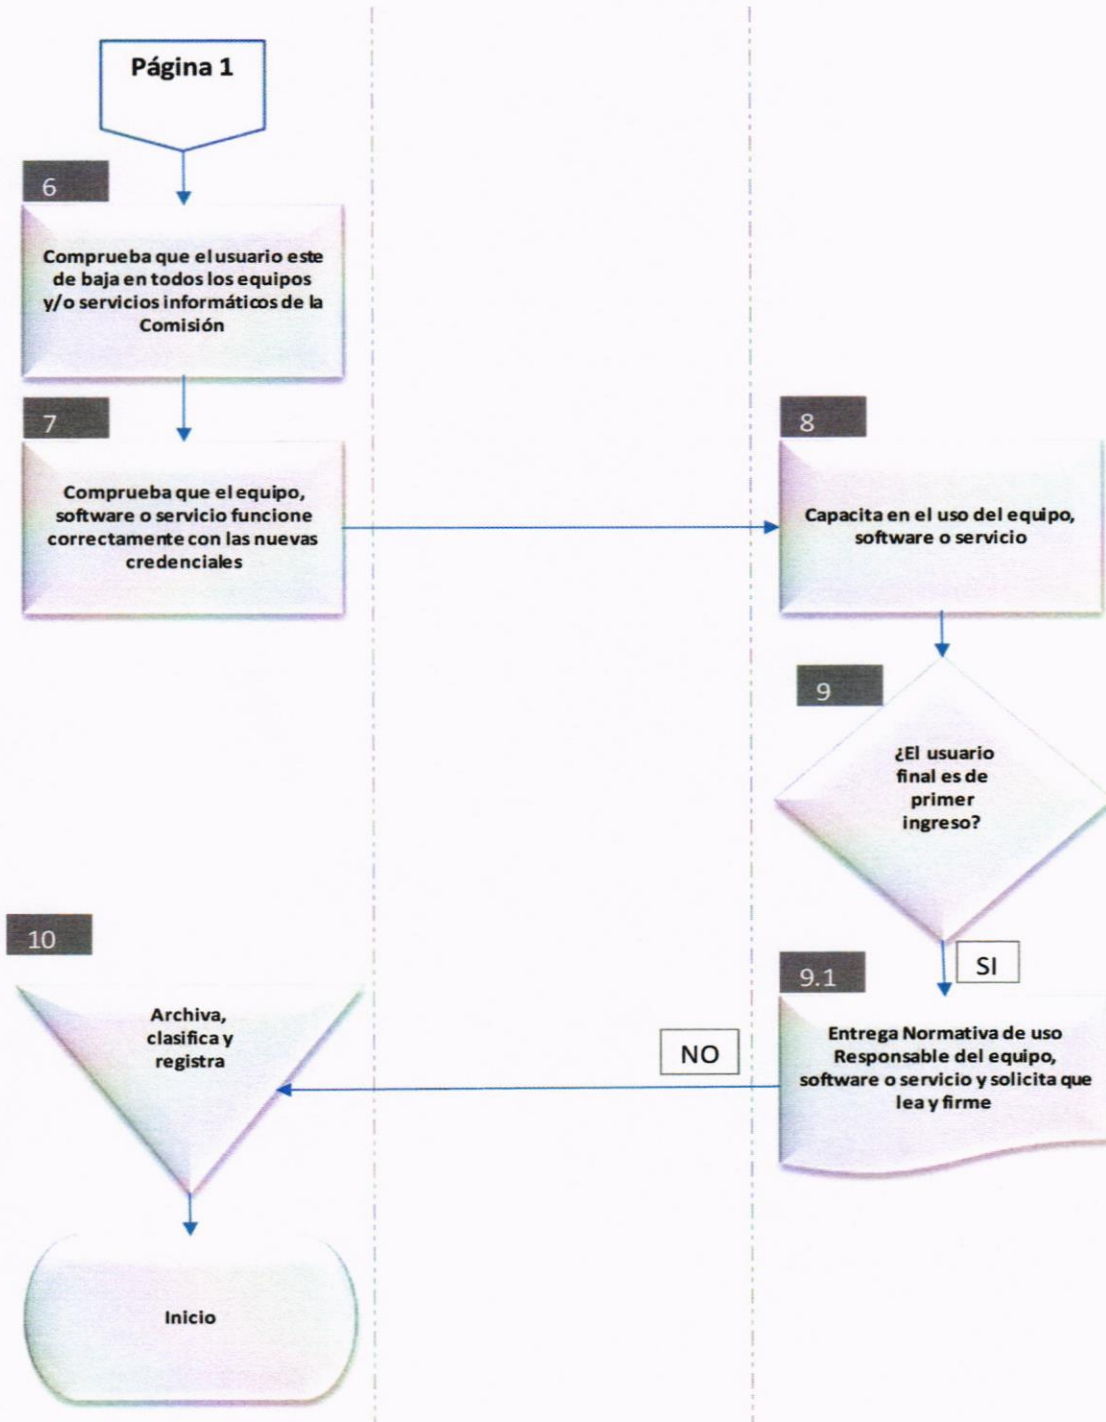 Página 1
6
Comprueba que el usuario este
de baja en todos los equipos
y/o servicios informáticos de la
Comisión
7
Comprueba que el equipo,
software o servicio funcione
correctamente con las nuevas
credenciales
8
Capacita en el uso del equipo,
software o servicio
9
¿El usuario
final es de
primer
ingreso?
SI
9.1
Entrega Normativa de uso
Responsable del equipo,
software o servicio y solicita que
lea y firme
NO
10
Archiva,
clasifica y
registra
Inicio